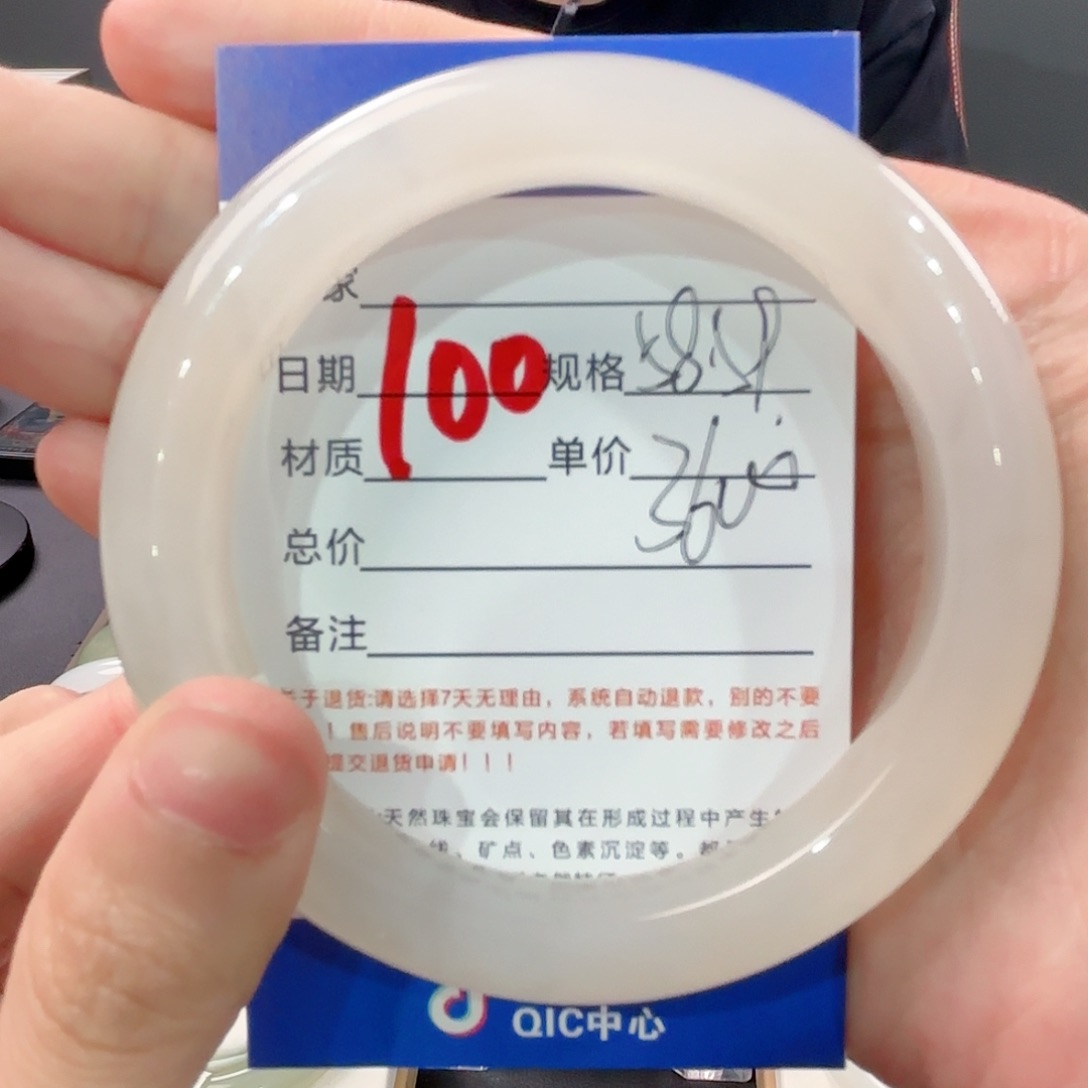 家
日期 100 规格
材质 单价
总价
备注
关于退货:请选择7天无理由，系统自动退款，别的不要
！售后说明不要填写内容，若填写需要修改之后
提交退货申请！！！
天然珠宝会保留其在形成过程中产生
线、矿点、色素沉淀等。都
QIC中心